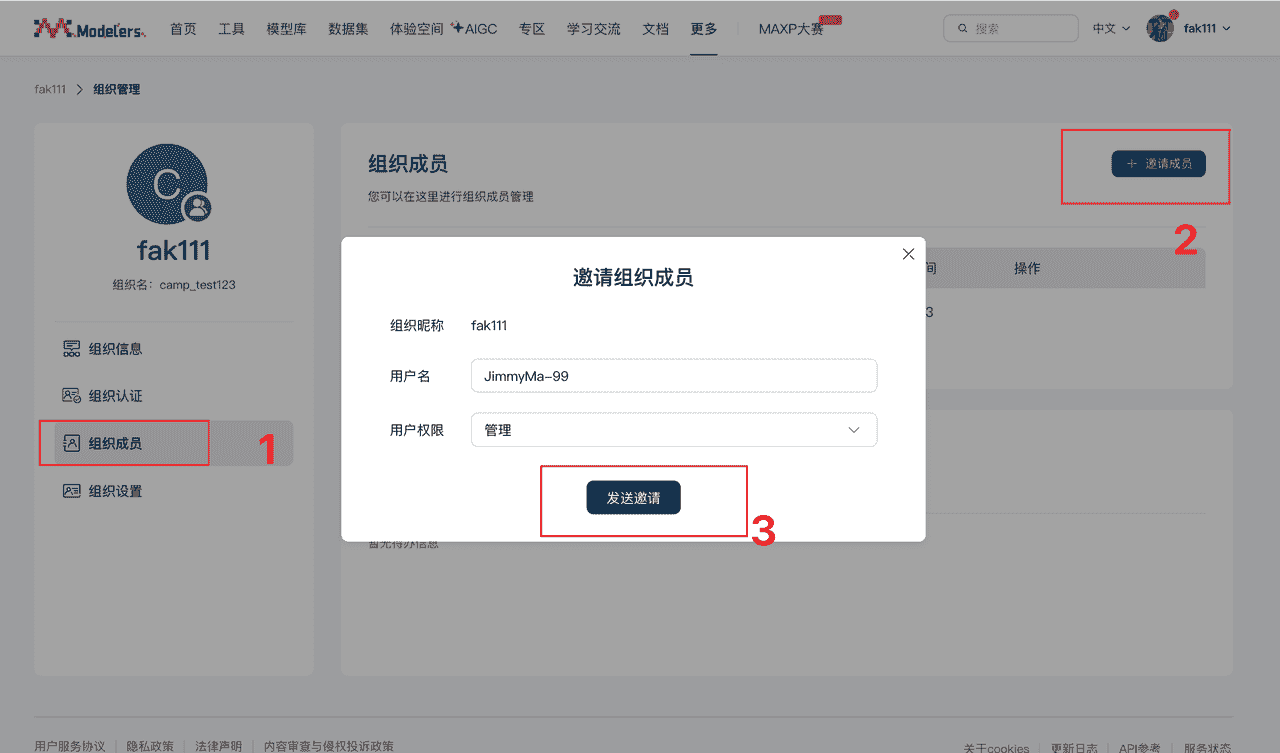 Modelers
首页 工具 模型库 数据集 体验空间 AIGC 专区 学习交流 文档 更多 MAXP大赛 搜索 中文 fak111
fak111 > 组织管理
C
fak111
组织名：camp_test123
组织信息
组织认证
组织成员
1
组织设置
组织成员
您可以在这里进行组织成员管理
+ 邀请成员
2
间 操作
3
邀请组织成员
组织昵称 fak111
用户名 JimmyMa-99
用户权限 管理
发送邀请
3
暂无待办信息
用户服务协议 隐私政策 法律声明 内容审查与侵权投诉政策 关于cookies 更新日志 API参考 服务状态